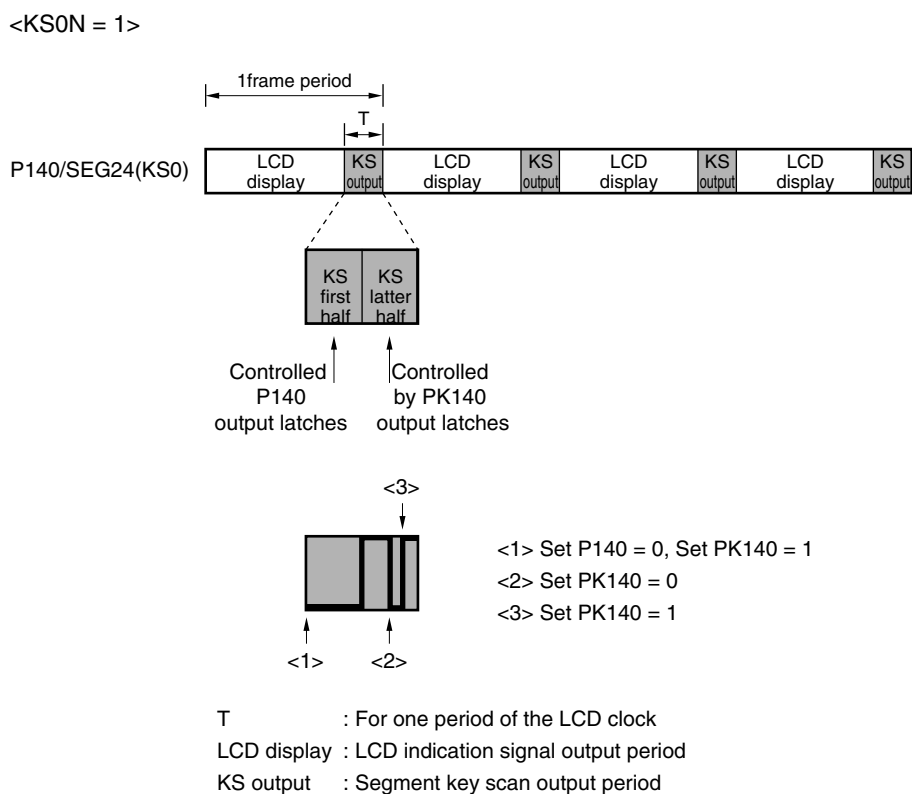 <KS0N = 1>
1frame period
T
P140/SEG24(KS0)
LCD display
KS output
LCD display
KS output
LCD display
KS output
LCD display
KS output
KS first half
KS latter half
Controlled P140 output latches
Controlled by PK140 output latches
<3>
<1> Set P140 = 0, Set PK140 = 1
<2> Set PK140 = 0
<3> Set PK140 = 1
<1>
<2>
T : For one period of the LCD clock
LCD display : LCD indication signal output period
KS output : Segment key scan output period